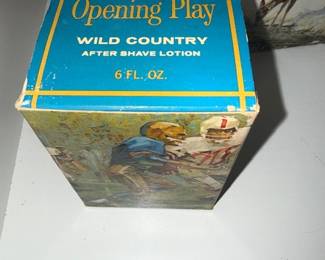 Opening Play
WILD COUNTRY
AFTER SHAVE LOTION
6 FL. OZ.